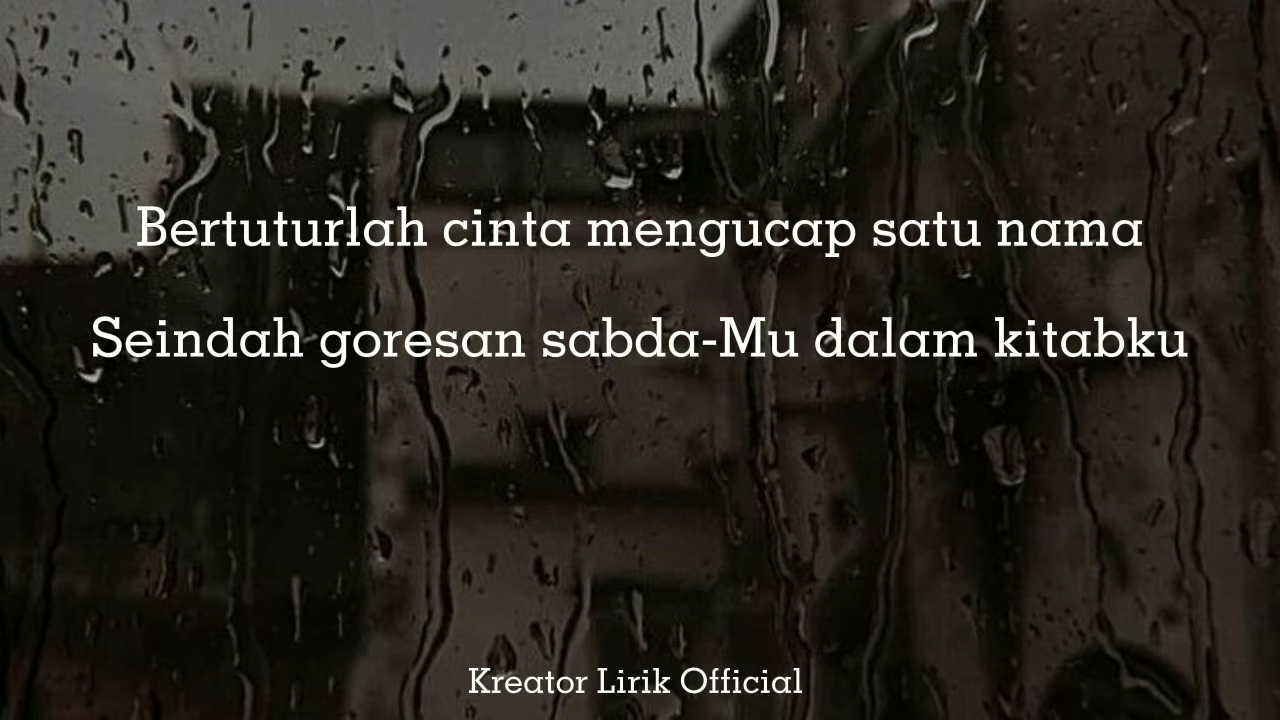 Bertuturlah cinta mengucap satu nama
Seindah goresan sabda-Mu dalam kitabku
Kreator Lirik Official